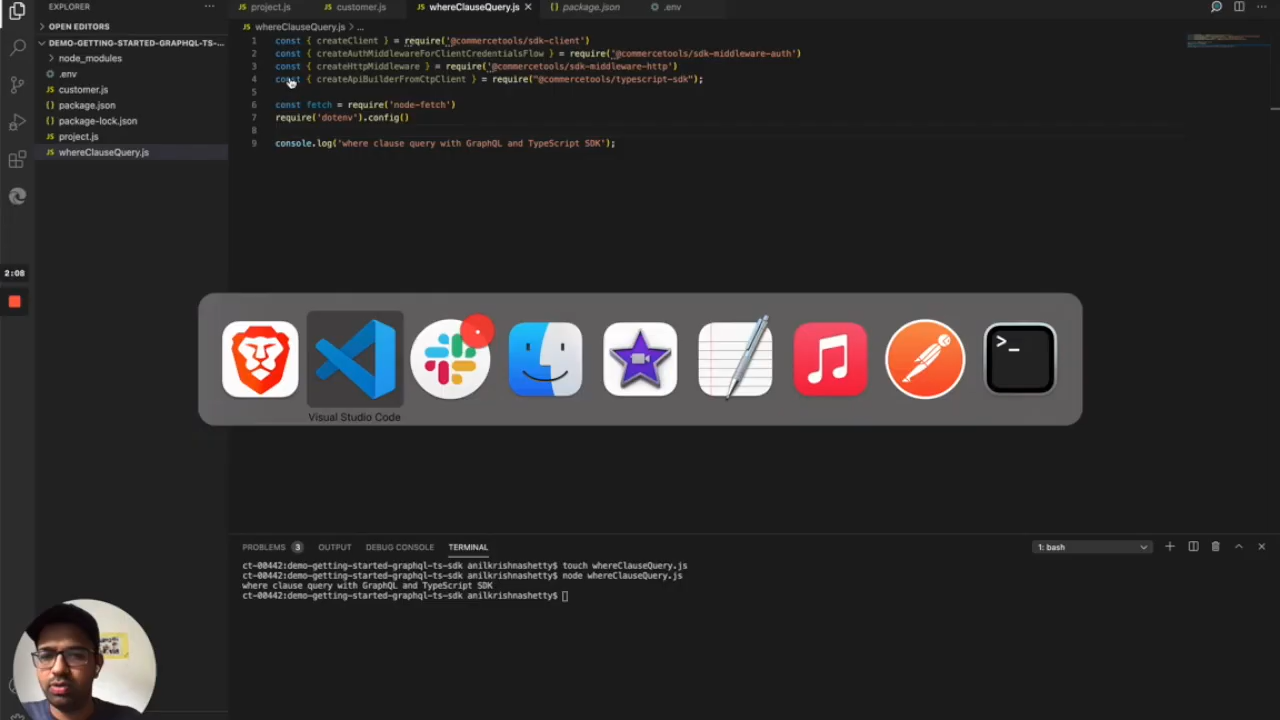 EXPLORER
project.js
customer.js
whereClauseQuery.js
package.json
.env
OPEN EDITORS
DEMO-GETTING-STARTED-GRAPHQL-TS-...
node_modules
.env
customer.js
package.json
package-lock.json
project.js
whereClauseQuery.js
2:08
whereClauseQuery.js > ...
1 const { createClient } = require('@commercetools/sdk-client')
2 const { createAuthMiddlewareForClientCredentialsFlow } = require('@commercetools/sdk-middleware-auth')
3 const { createHttpMiddleware } = require('@commercetools/sdk-middleware-http')
4 const { createApiBuilderFromCtpClient } = require("@commercetools/typescript-sdk");
5
6 const fetch = require('node-fetch')
7 require('dotenv').config()
8
9 console.log('where clause query with GraphQL and TypeScript SDK');
Visual Studio Code
PROBLEMS 3 OUTPUT DEBUG CONSOLE TERMINAL 1: bash
ct-00442:demo-getting-started-graphql-ts-sdk anilkrishnashetty$ touch whereClauseQuery.js
ct-00442:demo-getting-started-graphql-ts-sdk anilkrishnashetty$ node whereClauseQuery.js
where clause query with GraphQL and TypeScript SDK
ct-00442:demo-getting-started-graphql-ts-sdk anilkrishnashetty$